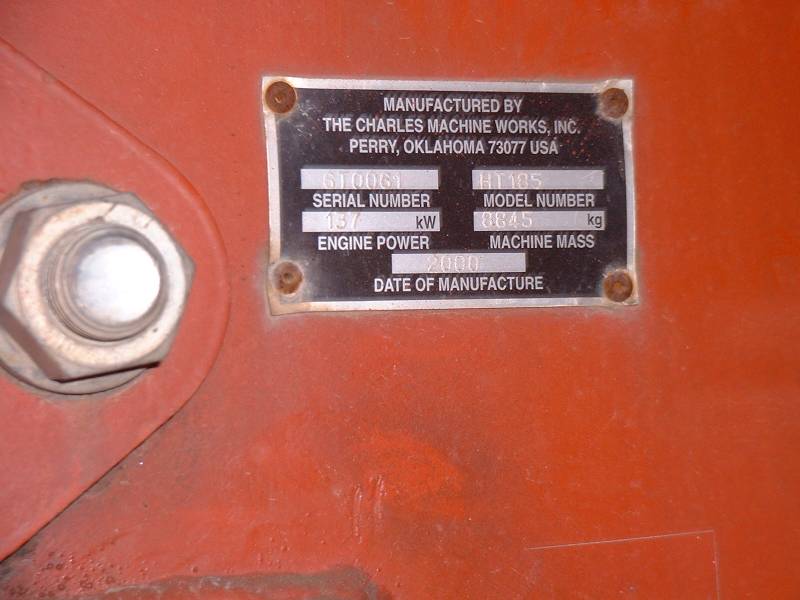 MANUFACTURED BY
THE CHARLES MACHINE WORKS, INC.
PERRY, OKLAHOMA 73077 USA
6T0061 HT185
SERIAL NUMBER MODEL NUMBER
137 kW 8845 kg
ENGINE POWER MACHINE MASS
2000
DATE OF MANUFACTURE